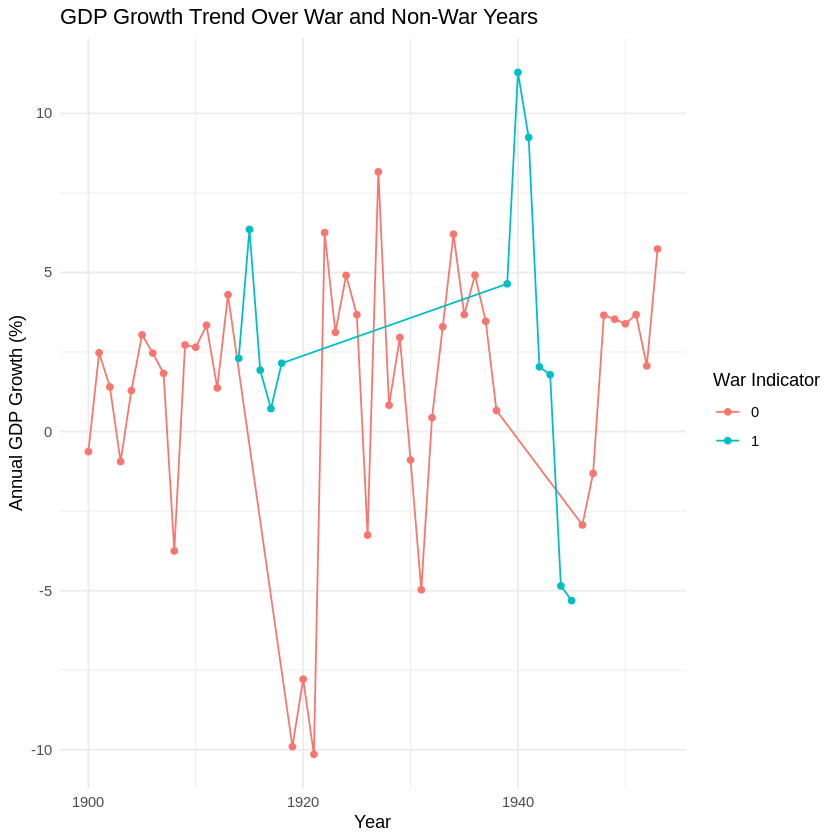 GDP Growth Trend Over War and Non-War Years
Annual GDP Growth (%)
10
5
0
-5
-10
1900
1920
1940
Year
War Indicator
0
1